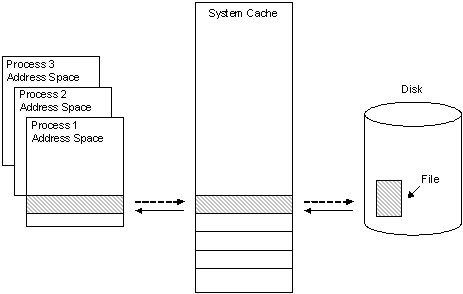 System Cache
Process 3
Address Space
Process 2
Address Space
Process 1
Address Space
Disk
File